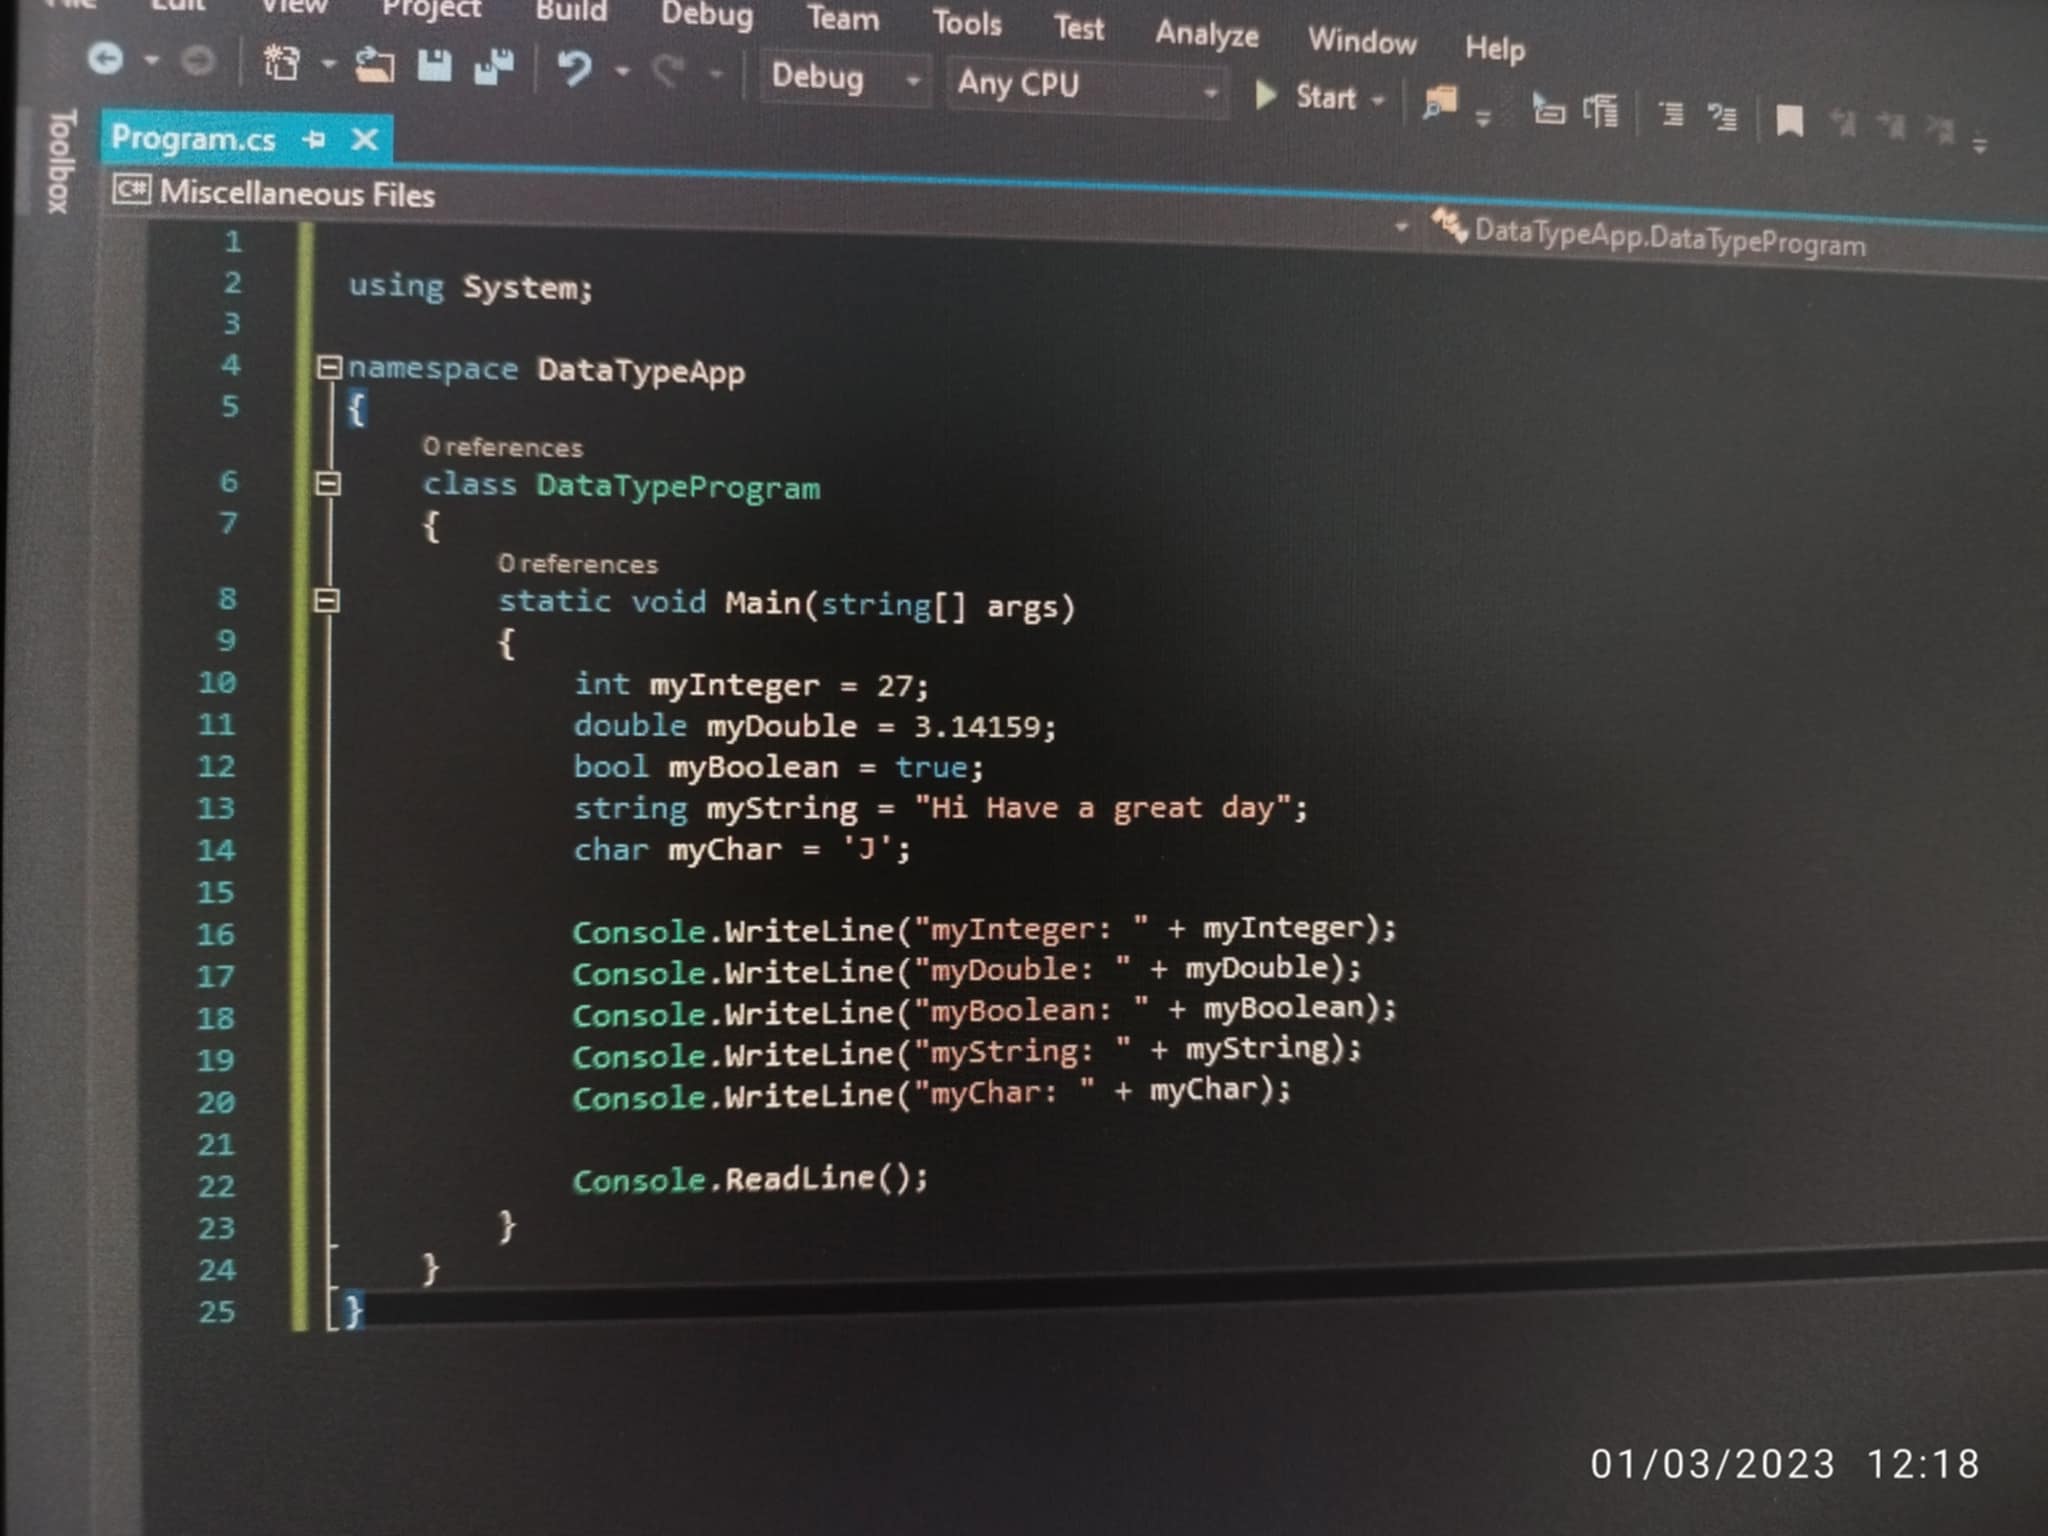 File Edit View Project Build Debug Team Tools Test Analyze Window Help
Debug Any CPU Start
Toolbox
Program.cs
C# Miscellaneous Files DataTypeApp.DataTypeProgram
1
2 using System;
3
4 namespace DataTypeApp
5 {
0 references
6 class DataTypeProgram
7 {
0 references
8 static void Main(string[] args)
9 {
10 int myInteger = 27;
11 double myDouble = 3.14159;
12 bool myBoolean = true;
13 string myString = "Hi Have a great day";
14 char myChar = 'J';
15
16 Console.WriteLine("myInteger: " + myInteger);
17 Console.WriteLine("myDouble: " + myDouble);
18 Console.WriteLine("myBoolean: " + myBoolean);
19 Console.WriteLine("myString: " + myString);
20 Console.WriteLine("myChar: " + myChar);
21
22 Console.ReadLine();
23 }
24 }
25 }
01/03/2023 12:18